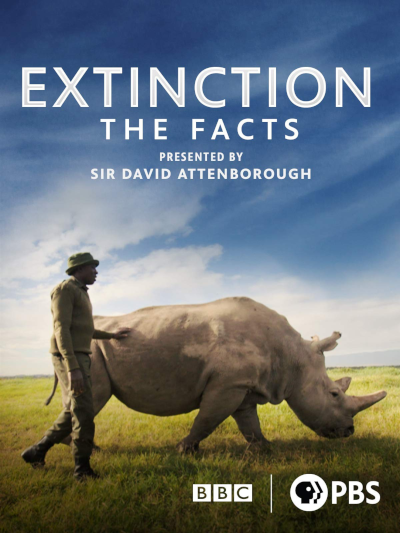 EXTINCTION
THE FACTS
PRESENTED BY
SIR DAVID ATTENBOROUGH
BBC
PBS